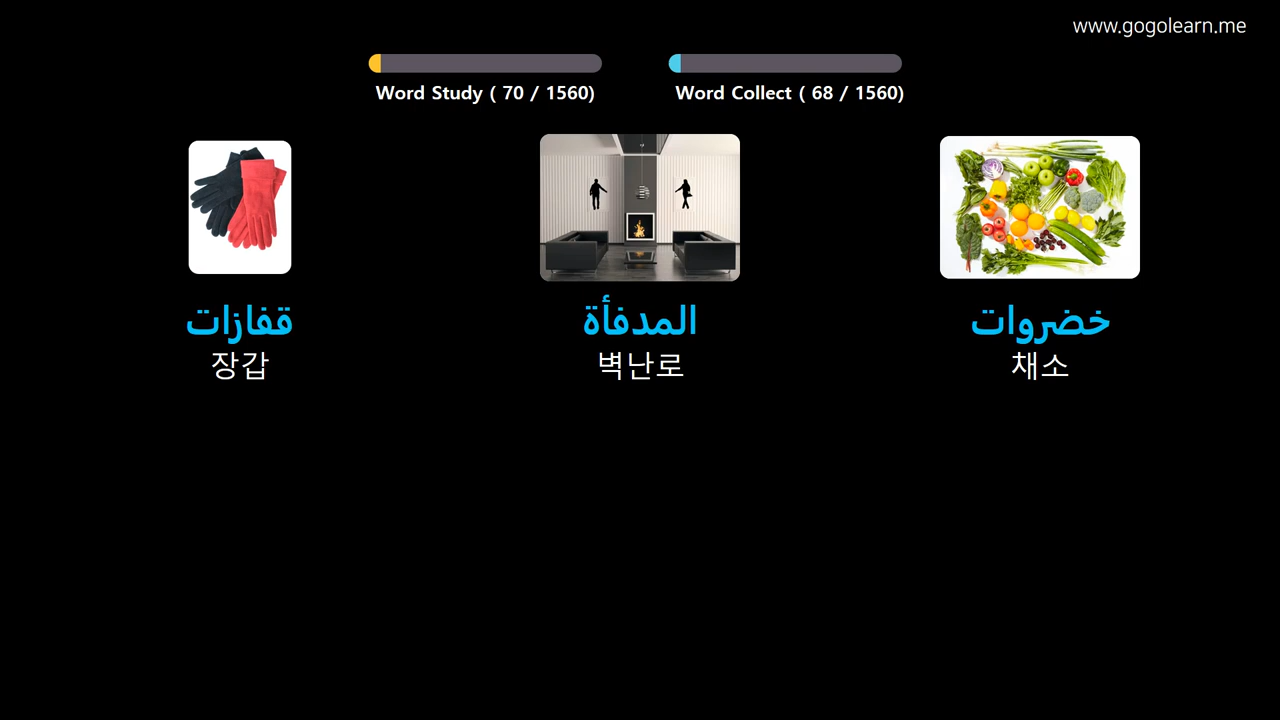 www.gogolearn.me
Word Study ( 70 / 1560)
Word Collect ( 68 / 1560)
قفازات
장갑
المدفأة
벽난로
خضروات
채소